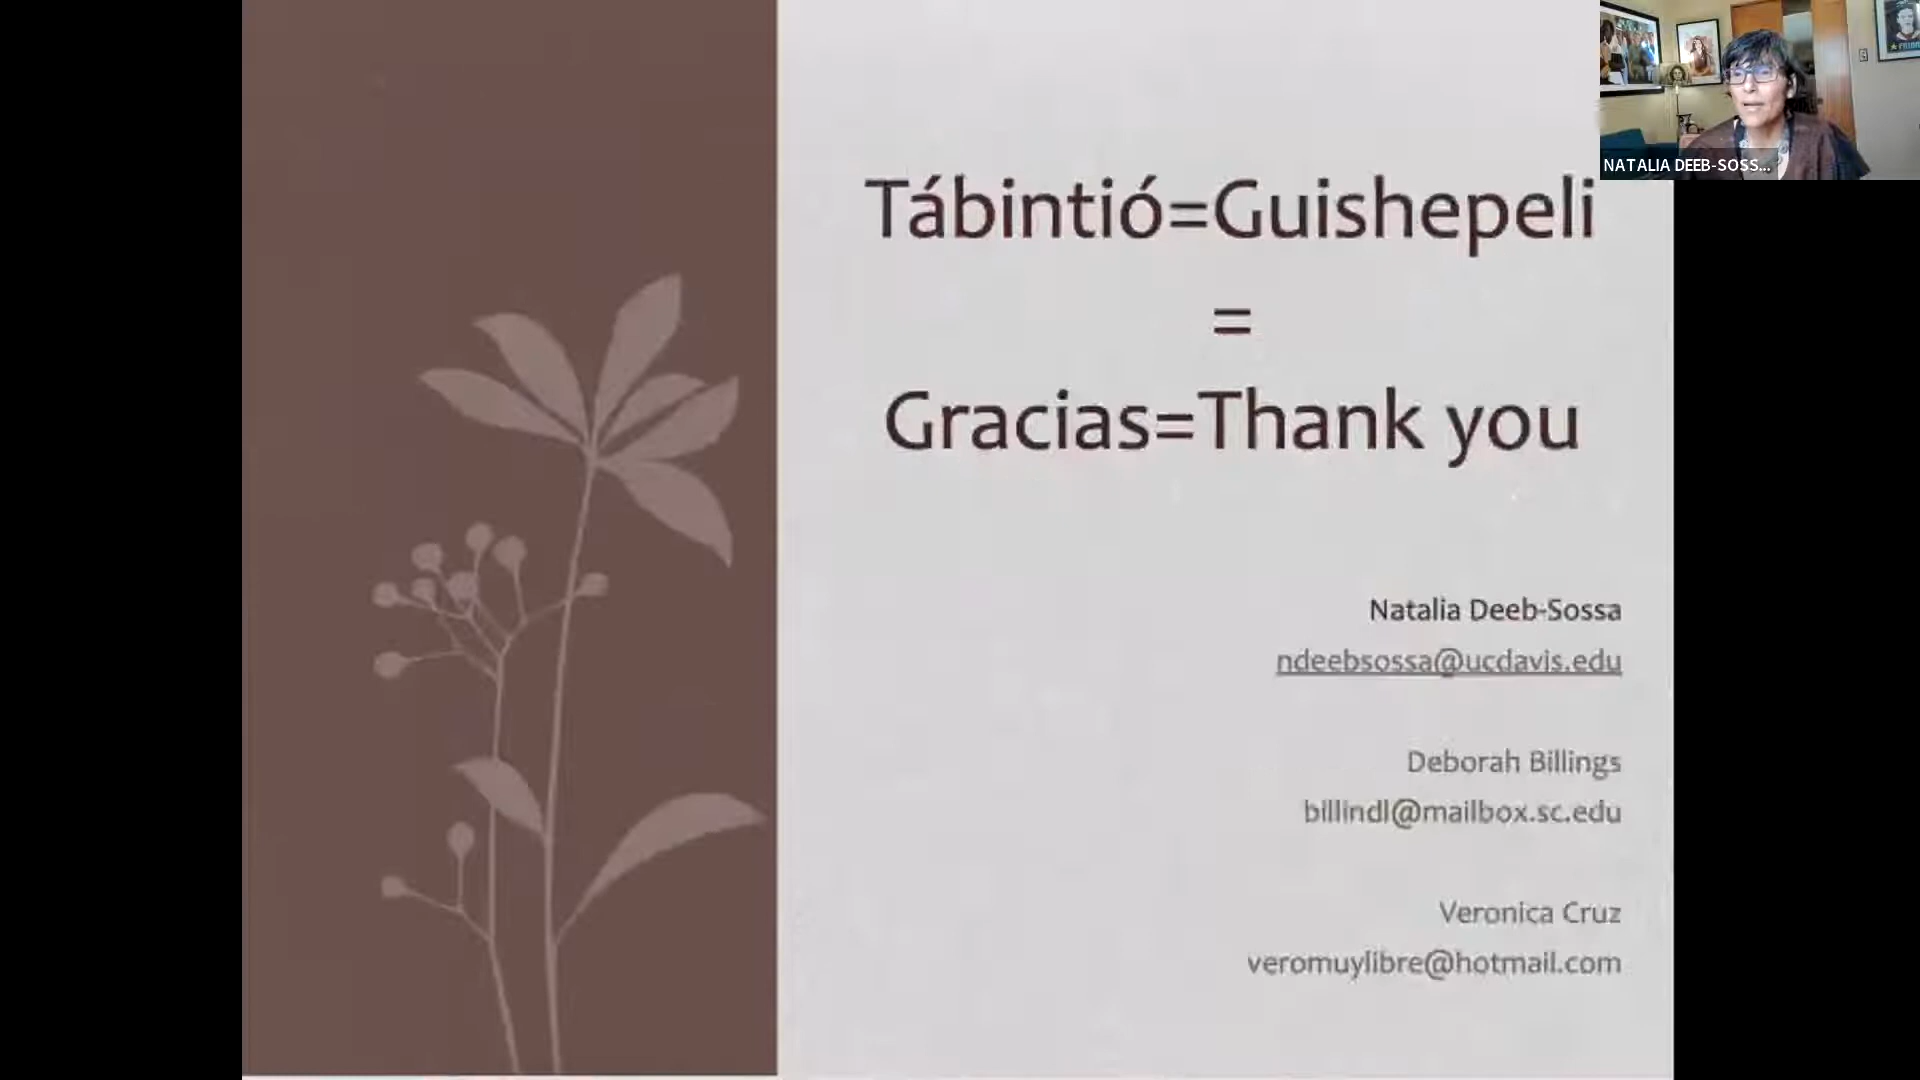 Tábintió=Guishepeli
=
Gracias=Thank you
Natalia Deeb-Sossa
ndeebsossa@ucdavis.edu
Deborah Billings
billindl@mailbox.sc.edu
Veronica Cruz
veromuylibre@hotmail.com
NATALIA DEEB-SOSS...